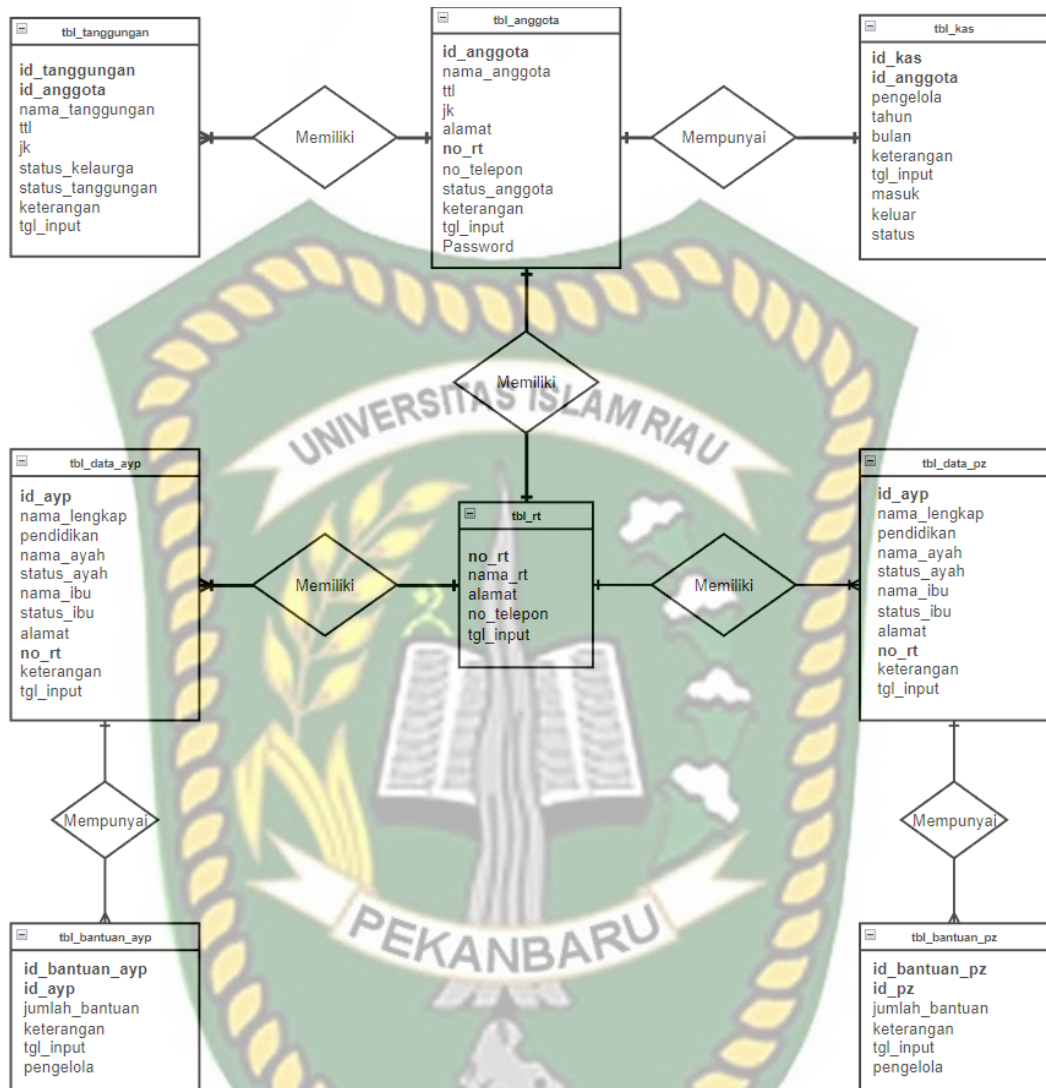 tbl_tanggungan
id_tanggungan
id_anggota
nama_tanggungan
ttl
jk
status_kelaurga
status_tanggungan
keterangan
tgl_input
Memiliki
tbl_anggota
id_anggota
nama_anggota
ttl
jk
alamat
no_rt
no_telepon
status_anggota
keterangan
tgl_input
Password
Mempunyai
tbl_kas
id_kas
id_anggota
pengelola
tahun
bulan
keterangan
tgl_input
masuk
keluar
status
Memiliki
UNIVERSITAS ISLAM RIAU
tbl_data_ayp
id_ayp
nama_lengkap
pendidikan
nama_ayah
status_ayah
nama_ibu
status_ibu
alamat
no_rt
keterangan
tgl_input
Memiliki
tbl_rt
no_rt
nama_rt
alamat
no_telepon
tgl_input
Memiliki
tbl_data_pz
id_ayp
nama_lengkap
pendidikan
nama_ayah
status_ayah
nama_ibu
status_ibu
alamat
no_rt
keterangan
tgl_input
Mempunyai
Mempunyai
PEKANBARU
tbl_bantuan_ayp
id_bantuan_ayp
id_ayp
jumlah_bantuan
keterangan
tgl_input
pengelola
tbl_bantuan_pz
id_bantuan_pz
id_pz
jumlah_bantuan
keterangan
tgl_input
pengelola